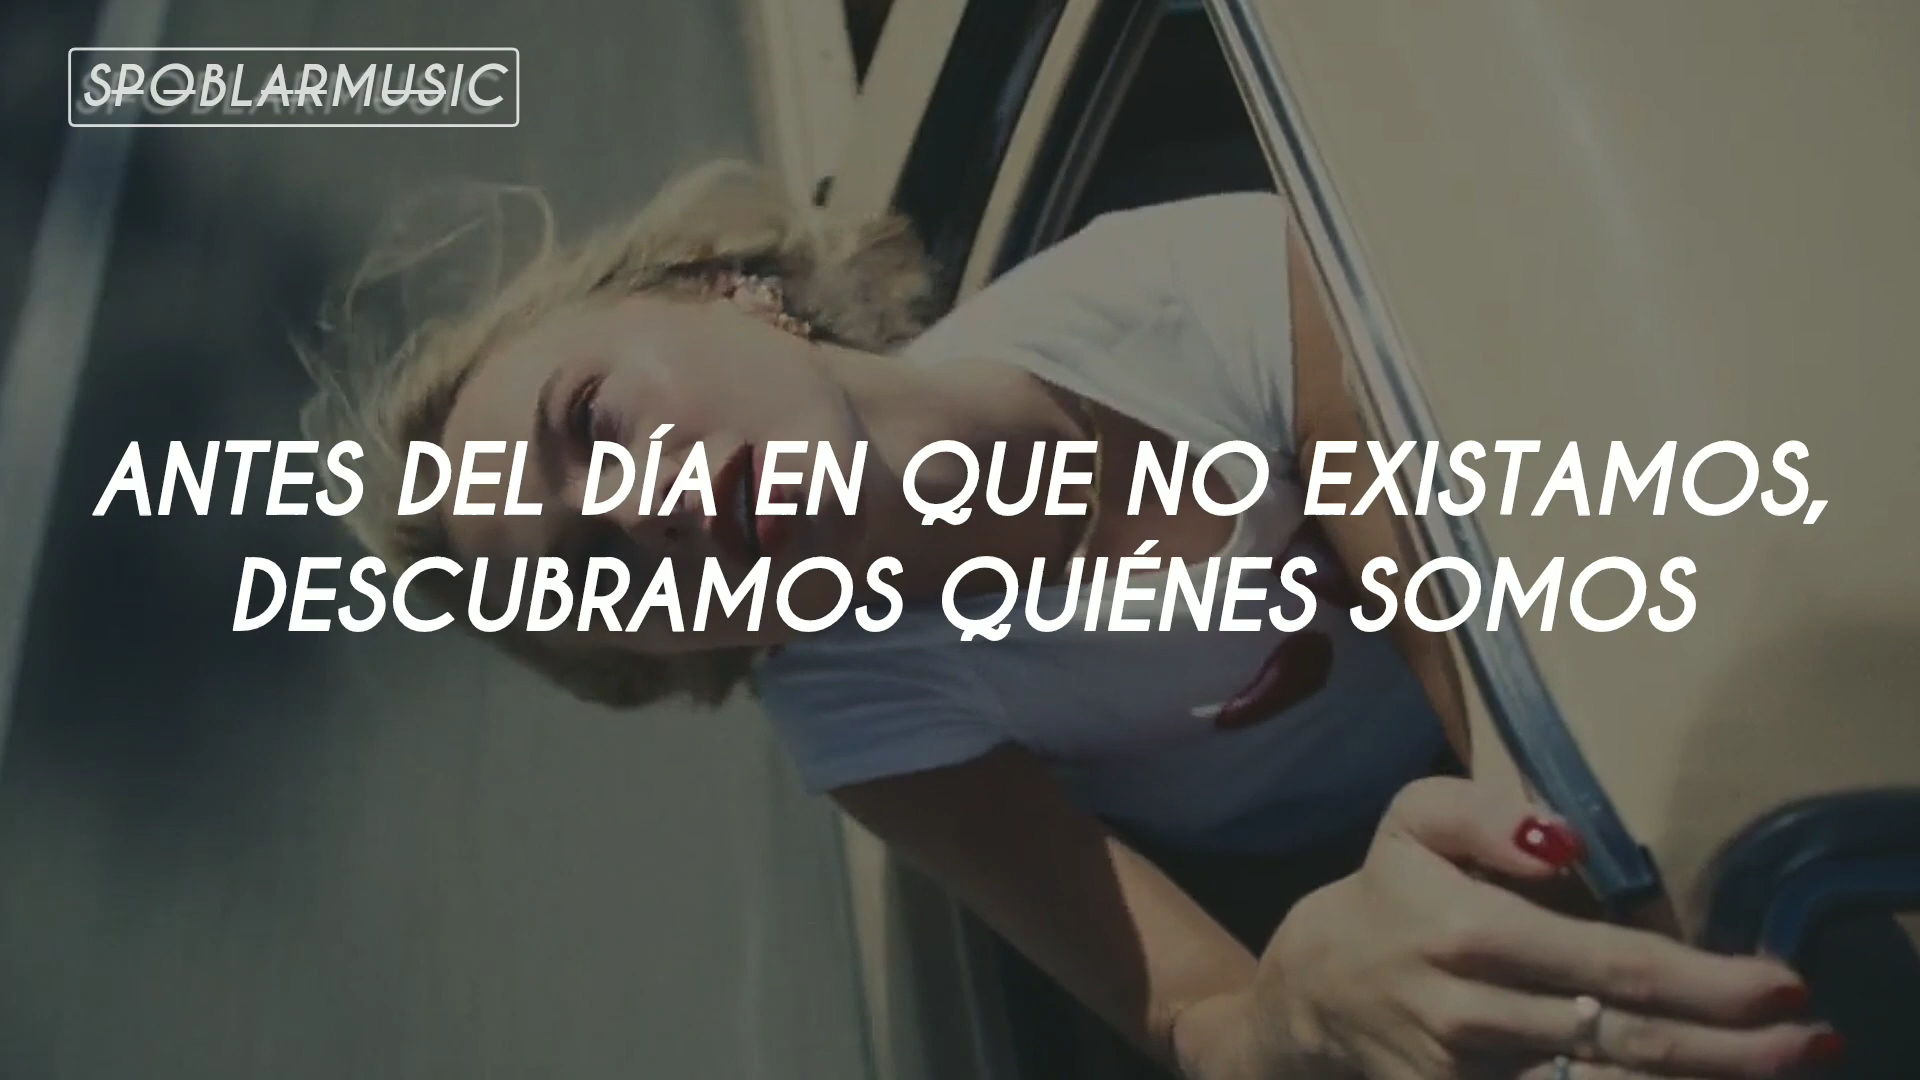 SPOBLARMUSIC
ANTES DEL DÍA EN QUE NO EXISTAMOS,
DESCUBRAMOS QUIÉNES SOMOS